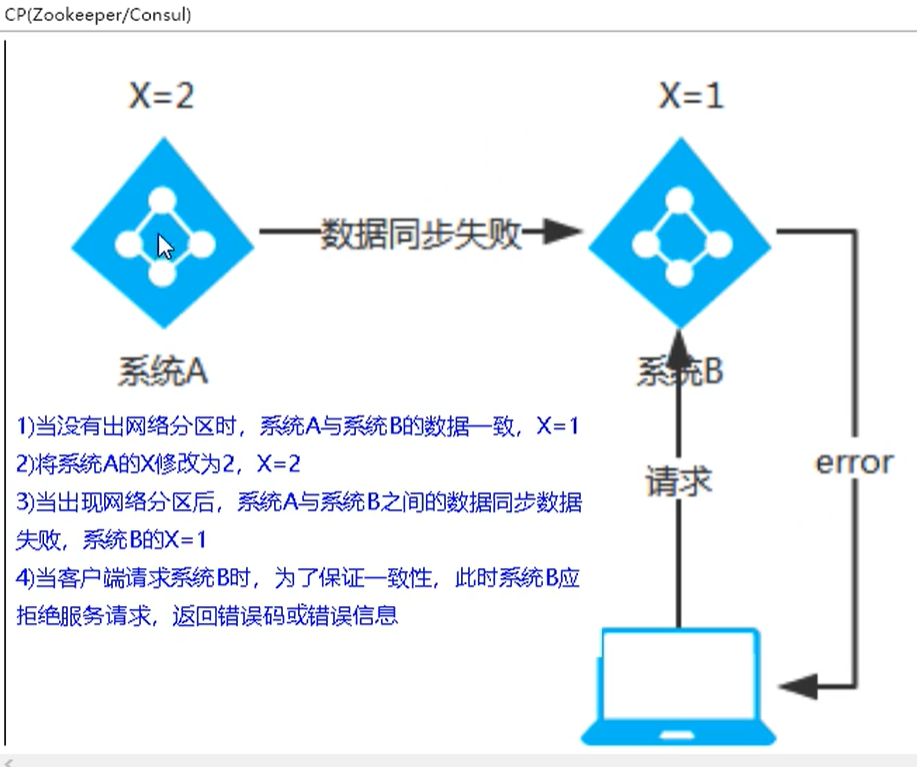 CP(Zookeeper/Consul)
X=2
X=1
数据同步失败
系统A
系统B
1)当没有出网络分区时，系统A与系统B的数据一致，X=1
2)将系统A的X修改为2，X=2
3)当出现网络分区后，系统A与系统B之间的数据同步数据
失败，系统B的X=1
4)当客户端请求系统B时，为了保证一致性，此时系统B应
拒绝服务请求，返回错误码或错误信息
请求
error